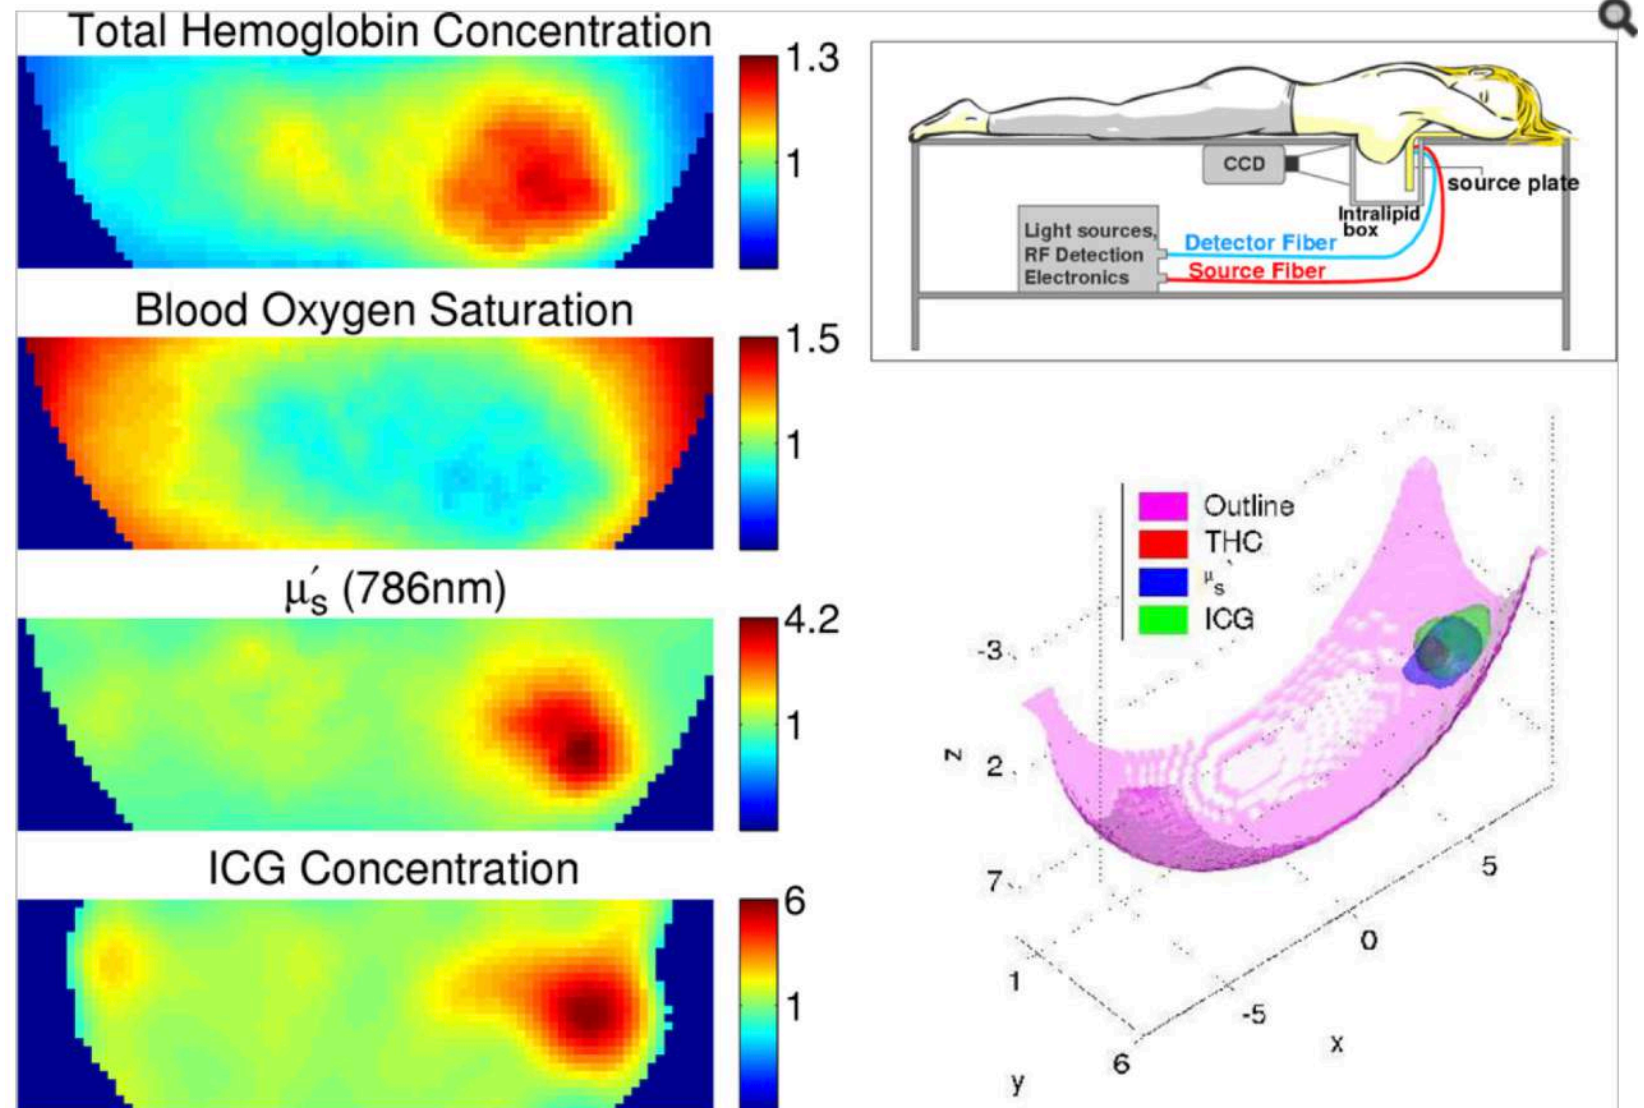 Total Hemoglobin Concentration
1.3
1
Blood Oxygen Saturation
1.5
1
μ′s (786nm)
4.2
1
ICG Concentration
6
1
CCD
source plate
Intralipid
box
Light sources,
RF Detection
Electronics
Detector Fiber
Source Fiber
Outline
THC
μs`
ICG
-3
2
7
z
1
6
y
-5
0
5
x